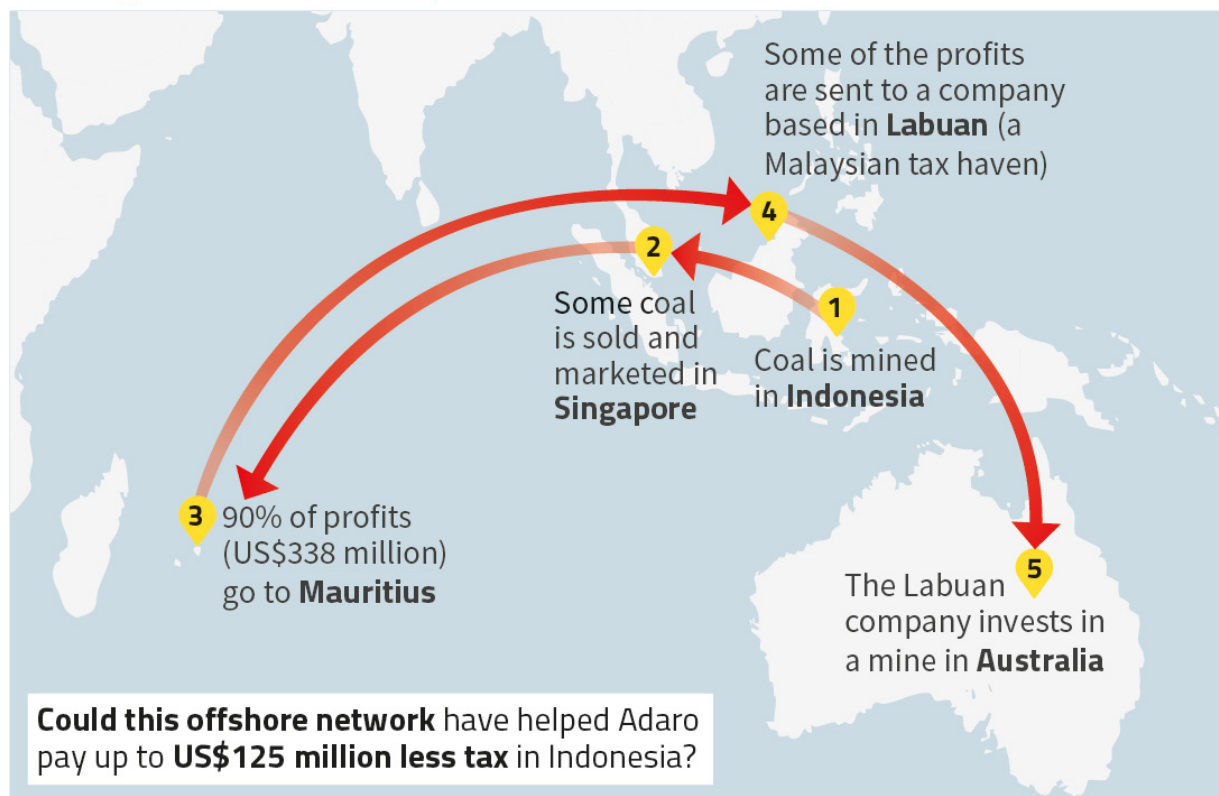 Some of the profits
are sent to a company
based in Labuan (a
Malaysian tax haven)
4
2
1
Some coal
is sold and
marketed in
Singapore
Coal is mined
in Indonesia
3
90% of profits
(US$338 million)
go to Mauritius
5
The Labuan
company invests in
a mine in Australia
Could this offshore network have helped Adaro
pay up to US$125 million less tax in Indonesia?